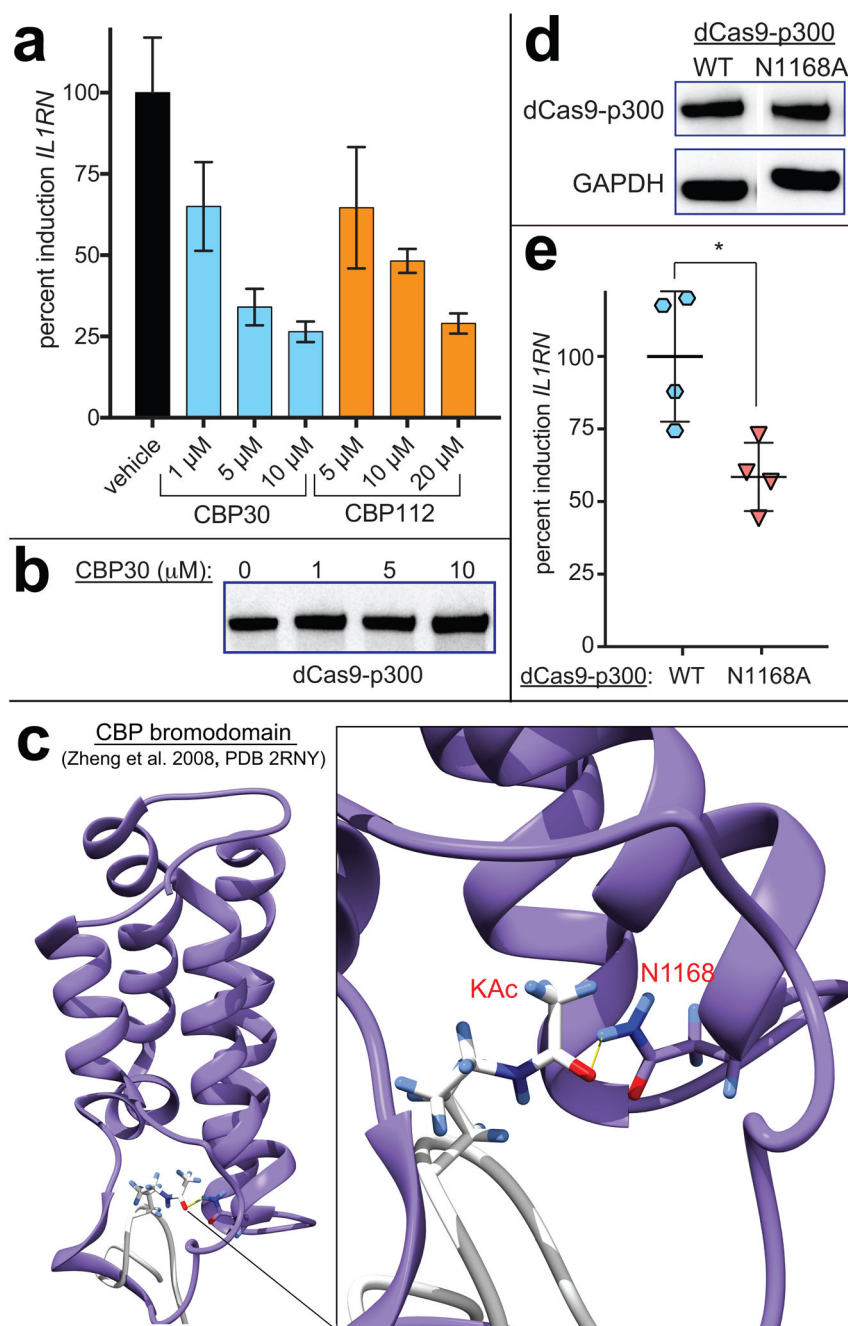 a
percent induction IL1RN
100
75
50
25
0
vehicle
1 µM
5 µM
10 µM
5 µM
10 µM
20 µM
CBP30
CBP112
b
CBP30 (µM):
0 1 5 10
dCas9-p300
c
CBP bromodomain
(Zheng et al. 2008, PDB 2RNY)
KAc
N1168
d
dCas9-p300
WT N1168A
dCas9-p300
GAPDH
e
*
percent induction IL1RN
100
75
50
25
0
dCas9-p300: WT N1168A